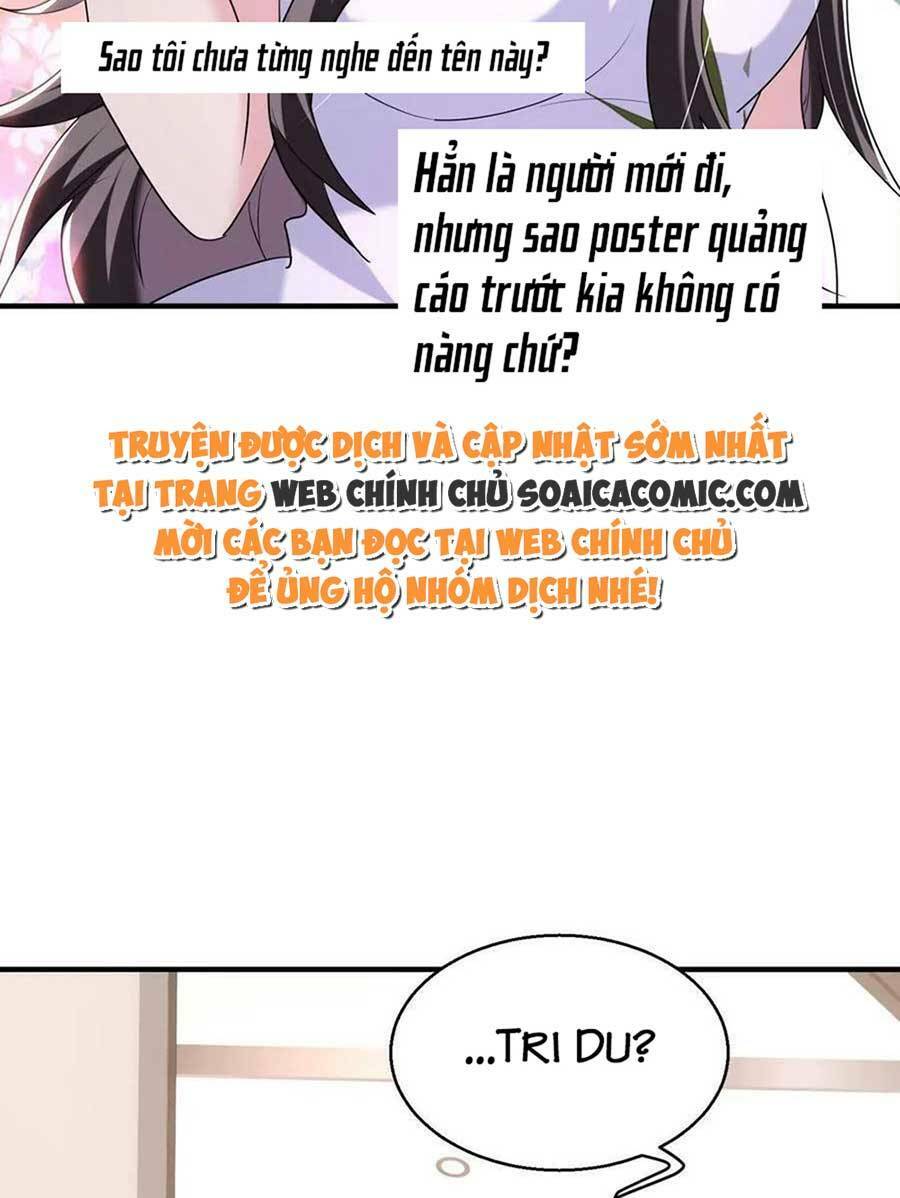 Sao tôi chưa từng nghe đến tên này?
Hẳn là người mới đi,
nhưng sao poster quảng
cáo trước kia không có
nàng chứ?
TRUYỆN ĐƯỢC DỊCH VÀ CẬP NHẬT SỚM NHẤT
TẠI TRANG WEB CHÍNH CHỦ SOAICACOMIC.COM
MỜI CÁC BẠN ĐỌC TẠI WEB CHÍNH CHỦ
ĐỂ ỦNG HỘ NHÓM DỊCH NHÉ!
...TRI DU?